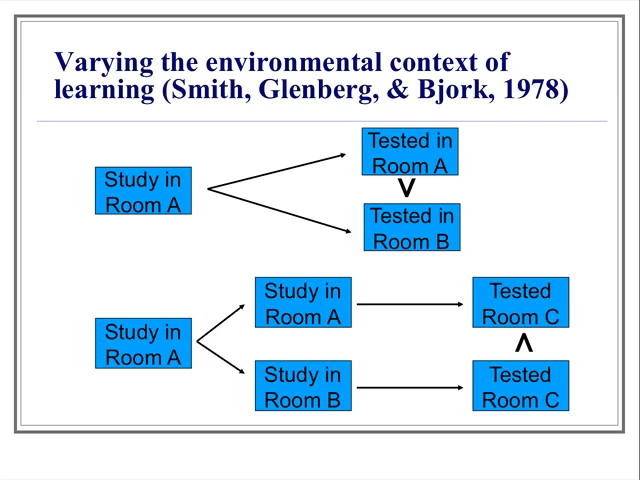 Varying the environmental context of
learning (Smith, Glenberg, & Bjork, 1978)
Study in
Room A
Tested in
Room A
>
Tested in
Room B
Study in
Room A
Study in
Room A
Tested
Room C
<
Study in
Room B
Tested
Room C